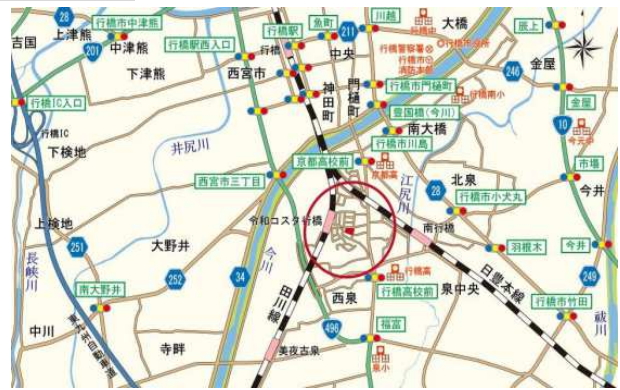 上津熊
行橋市中津熊
吉国
201
中津熊
下津熊
行橋駅西入口
行橋駅
行橋
魚町
211
川越
行橋中
大橋
辰上
中央
行橋警察署
行橋市役所
行橋市
消防本部
246
金屋
西宮市
神田町
門樋町
行橋市門樋町
行橋南小
金屋
行橋IC入口
行橋IC
豊国橋(今川)
南大橋
10
今元中
下検地
井尻川
行橋市川島
京都高校前
京都高
市場
西宮市三丁目
江尻川
北泉
今井
28
行橋市小犬丸
上検地
251
大野井
今川
令和コスタ行橋
南行橋
羽根木
今井
長峡川
252
34
行橋高
日豊本線
249
南大野井
西泉
行橋高校前
泉中央
行橋市竹田
祓川
中川
東九州自動車道
田川線
496
福富
寺畔
美夜古泉
泉小